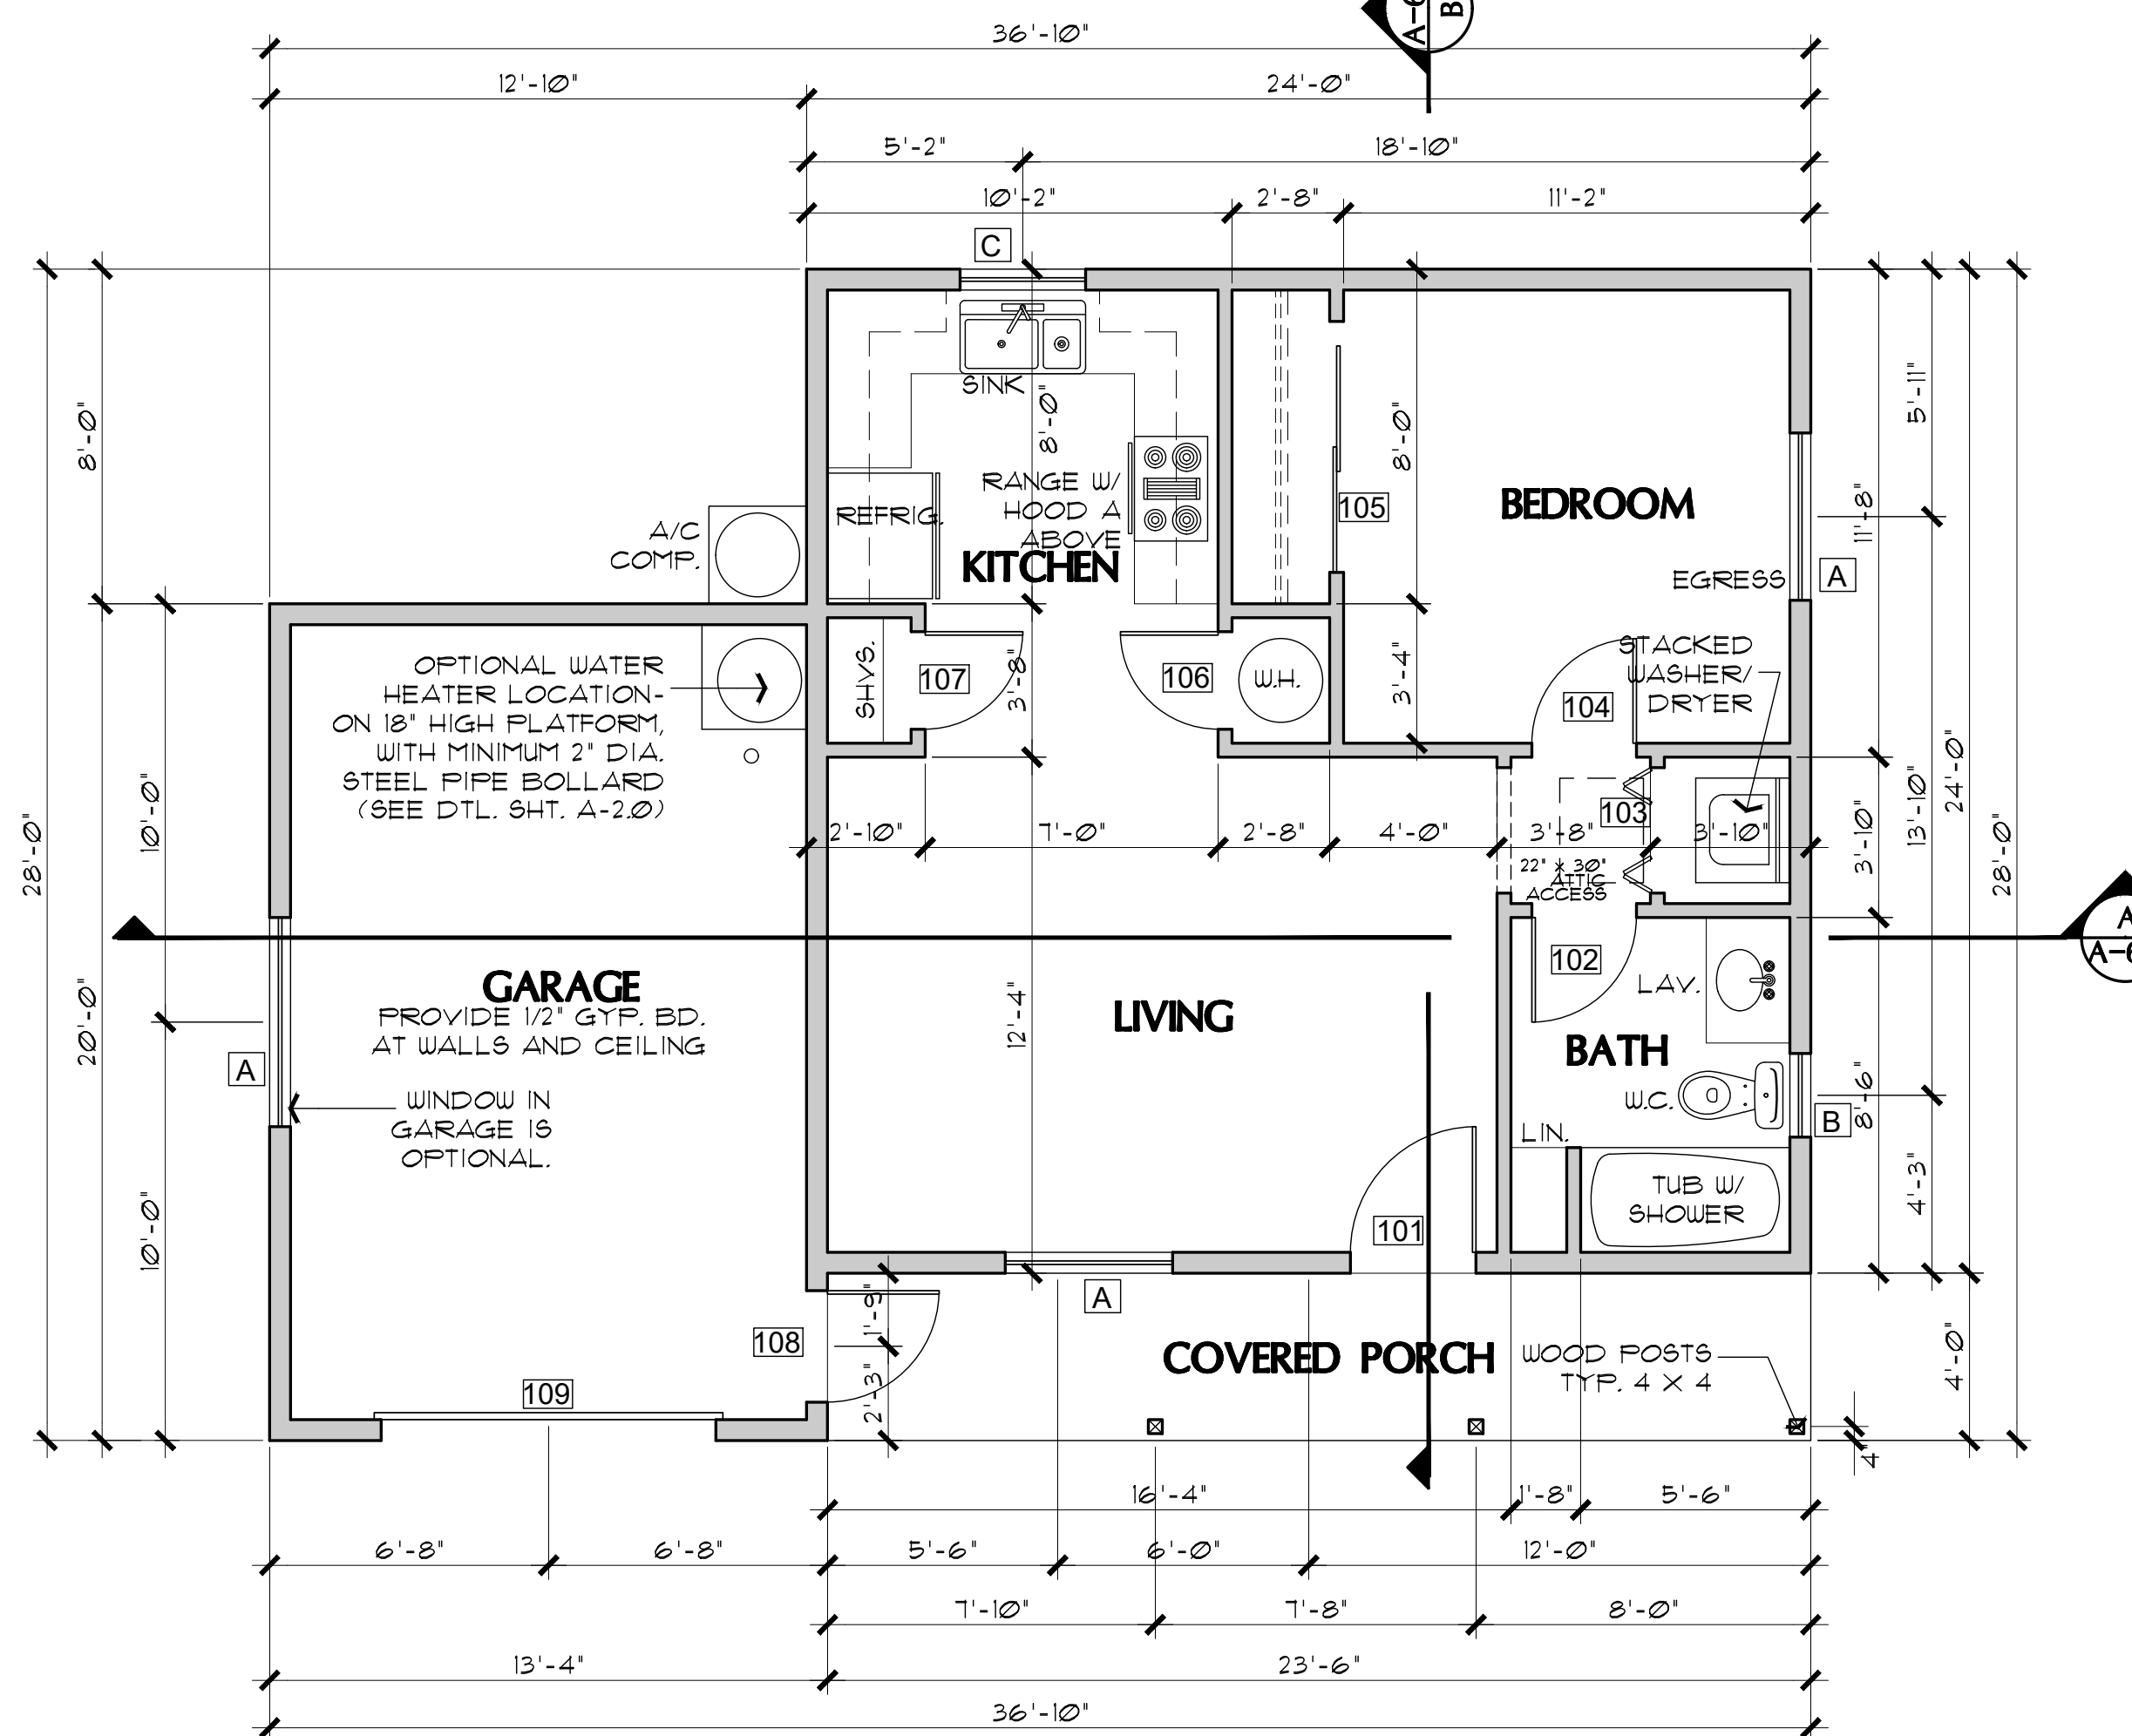 36'-10"
12'-10"
24'-0"
5'-2"
18'-10"
10'-2"
2'-8"
11'-2"
B
A-6
C
SINK
8'-0"
8'-0"
8'-0"
5'-11"
RANGE W/
HOOD A
ABOVE
REFRIG.
KITCHEN
105
BEDROOM
11'-8"
EGRESS
A
A/C
COMP.
OPTIONAL WATER
HEATER LOCATION-
ON 18" HIGH PLATFORM,
WITH MINIMUM 2" DIA.
STEEL PIPE BOLLARD
(SEE DTL. SHT. A-2.0)
SHVS.
107
3'-8"
106
W.H.
3'-4"
104
STACKED
WASHER/
DRYER
103
28'-0"
10'-0"
2'-10"
7'-0"
2'-8"
4'-0"
3'-8"
3'-10"
3'-10"
13'-10"
24'-0"
28'-0"
22" x 30"
ATTIC
ACCESS
20'-0"
GARAGE
PROVIDE 1/2" GYP. BD.
AT WALLS AND CEILING
A
WINDOW IN
GARAGE IS
OPTIONAL.
10'-0"
12'-4"
LIVING
102
LAV.
BATH
W.C.
LIN.
TUB W/
SHOWER
B
8'-6"
4'-3"
A
A-6
101
A
108
1'-9"
2'-3"
COVERED PORCH
WOOD POSTS
TYP. 4 X 4
4'-0"
4"
109
16'-4"
1'-8"
5'-6"
6'-8"
6'-8"
5'-6"
6'-0"
12'-0"
7'-10"
7'-8"
8'-0"
13'-4"
23'-6"
36'-10"